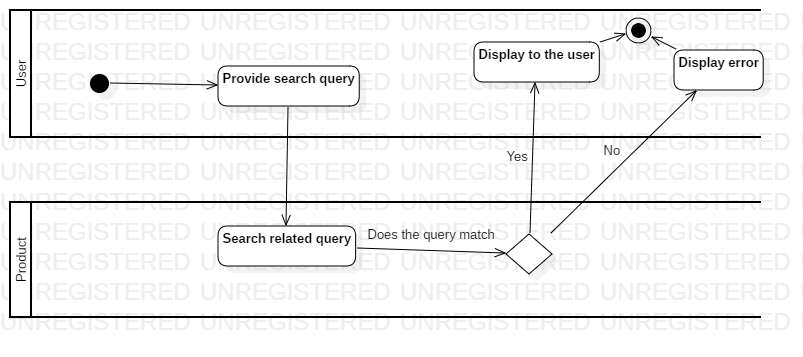 User
Provide search query
Display to the user
Display error
Yes
No
Product
Search related query
Does the query match
UNREGISTERED